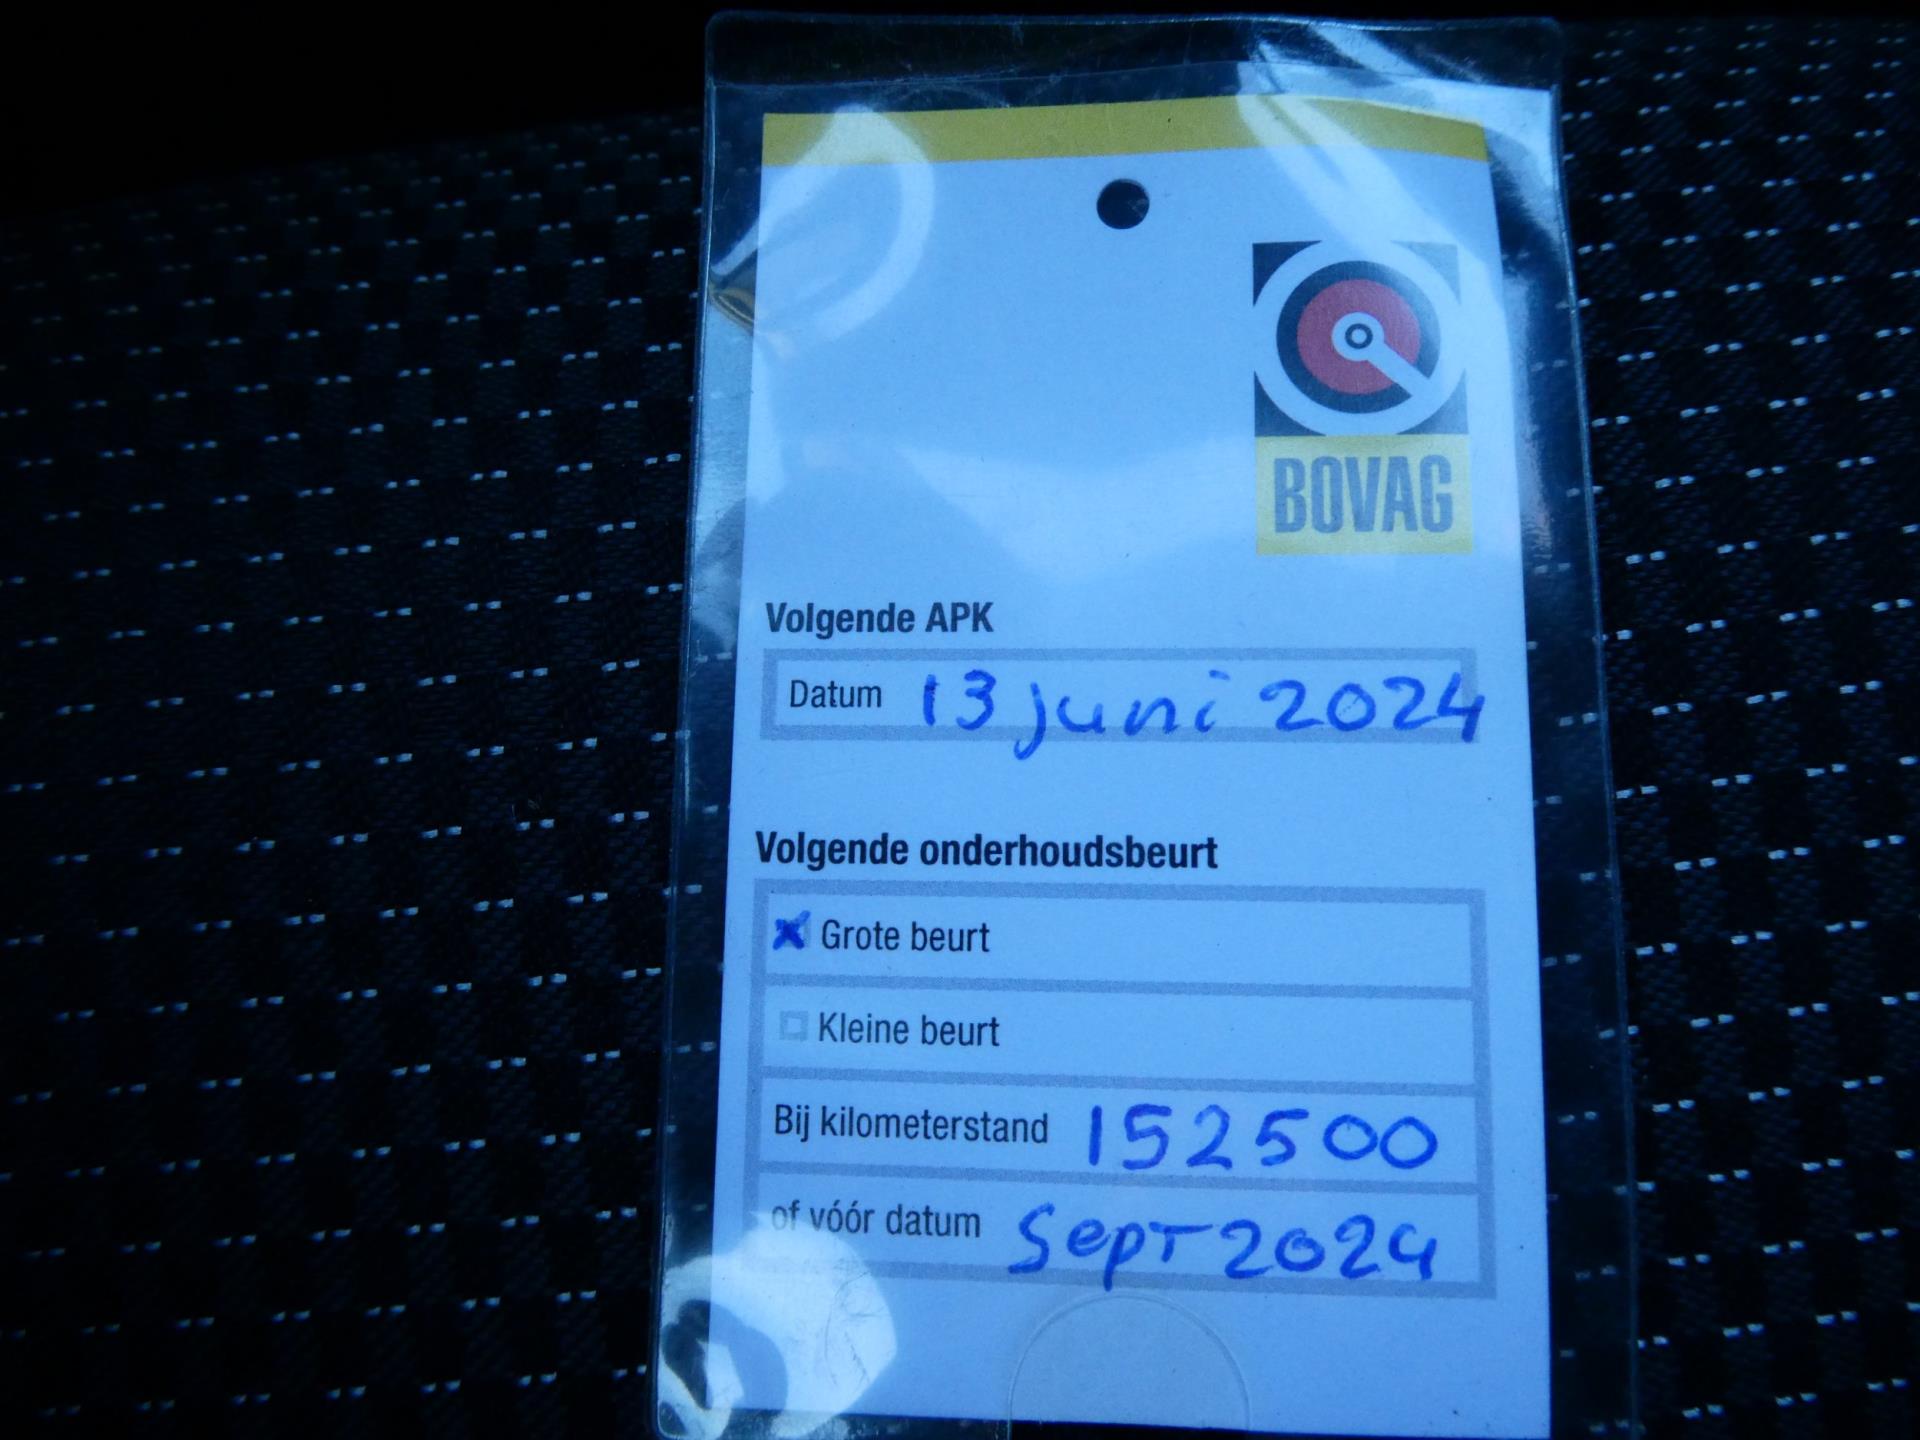 BOVAG
Volgende APK
Datum 13 juni 2024
Volgende onderhoudsbeurt
Grote beurt
Kleine beurt
Bij kilometerstand 152500
of vóór datum Sept 2024